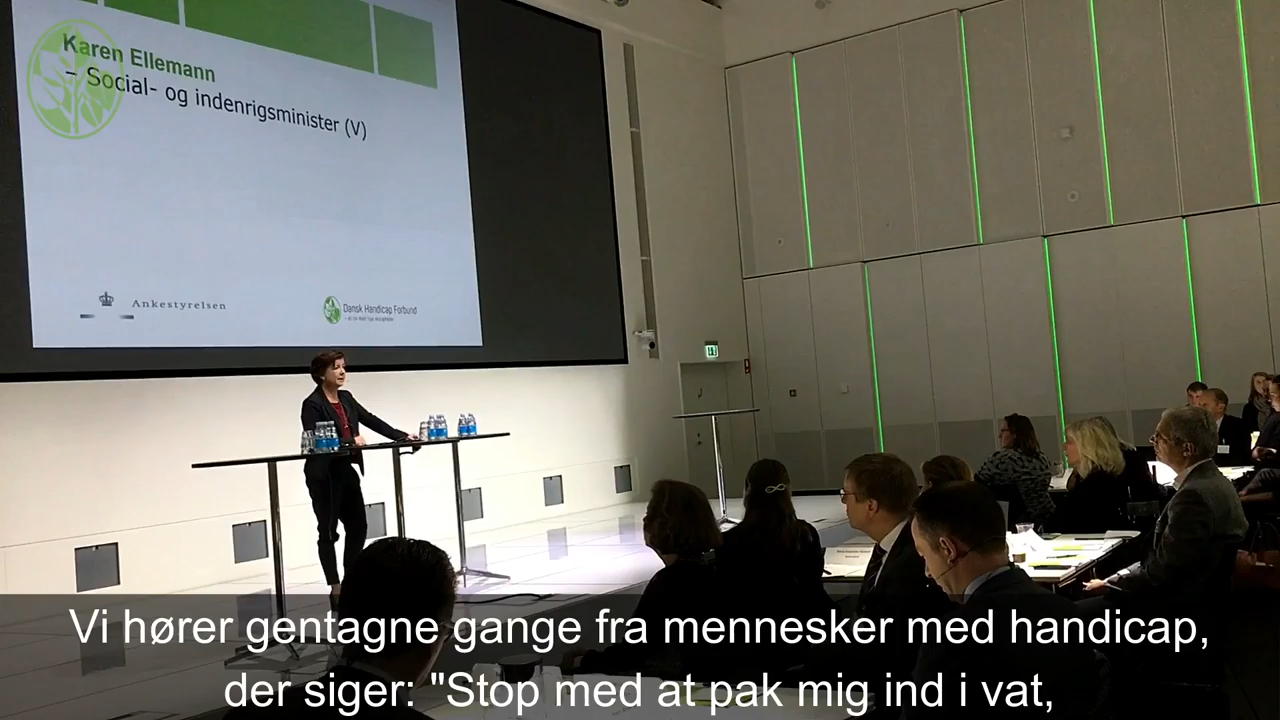 Karen Ellemann
– Social- og indenrigsminister (V)
Ankestyrelsen
Dansk Handicap Forbund
Vi hører gentagne gange fra mennesker med handicap,
der siger: "Stop med at pak mig ind i vat,